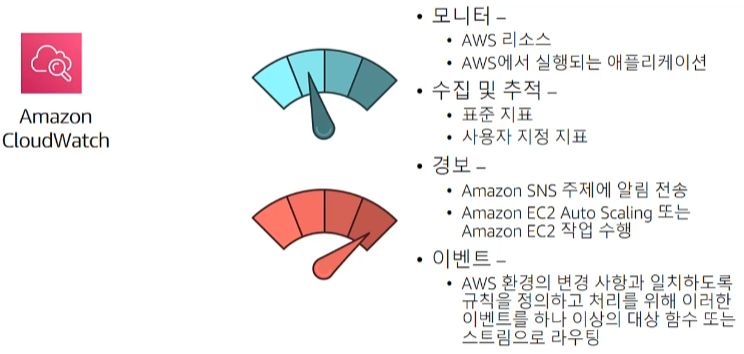 Amazon
CloudWatch
• 모니터 –
• AWS 리소스
• AWS에서 실행되는 애플리케이션
• 수집 및 추적 –
• 표준 지표
• 사용자 지정 지표
• 경보 –
• Amazon SNS 주제에 알림 전송
• Amazon EC2 Auto Scaling 또는
Amazon EC2 작업 수행
• 이벤트 –
• AWS 환경의 변경 사항과 일치하도록
규칙을 정의하고 처리를 위해 이러한
이벤트를 하나 이상의 대상 함수 또는
스트림으로 라우팅